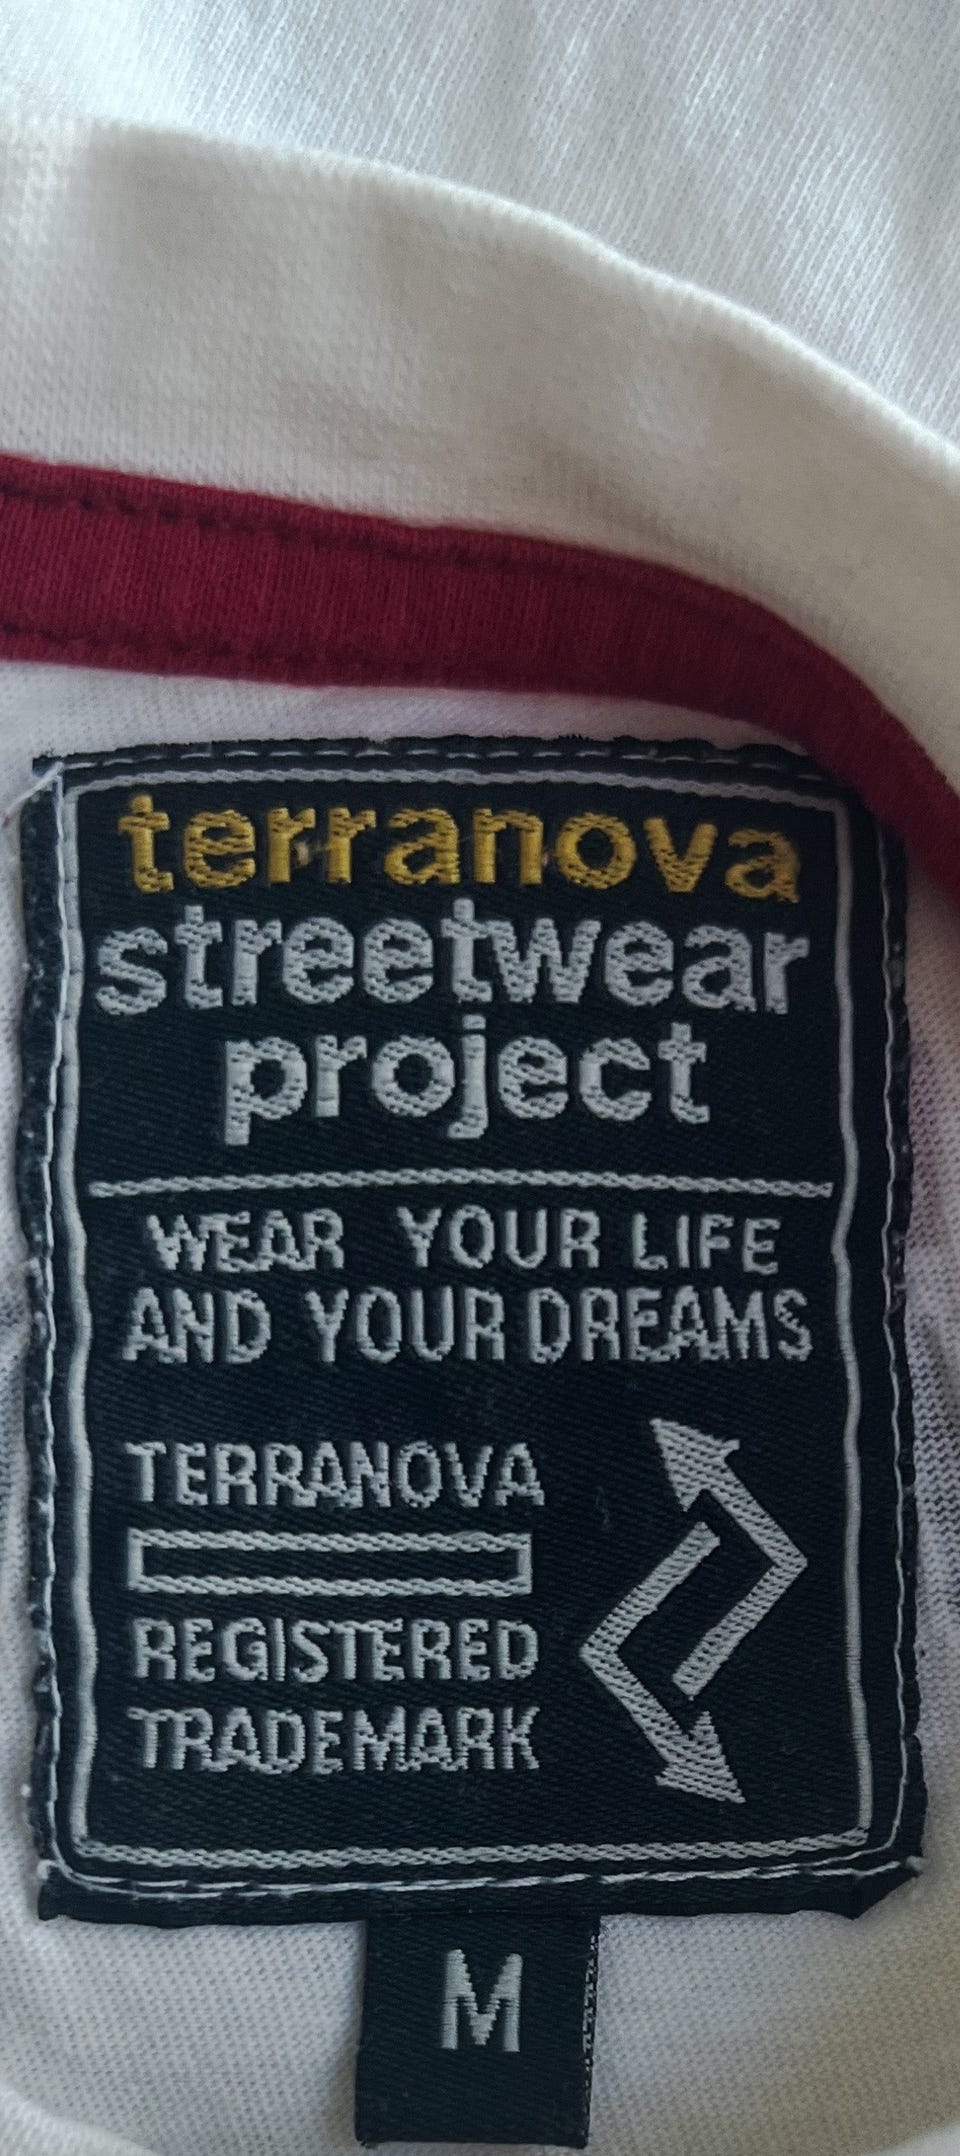 terranova
streetwear
project
WEAR YOUR LIFE
AND YOUR DREAMS
TERRANOVA
REGISTERED
TRADEMARK
M